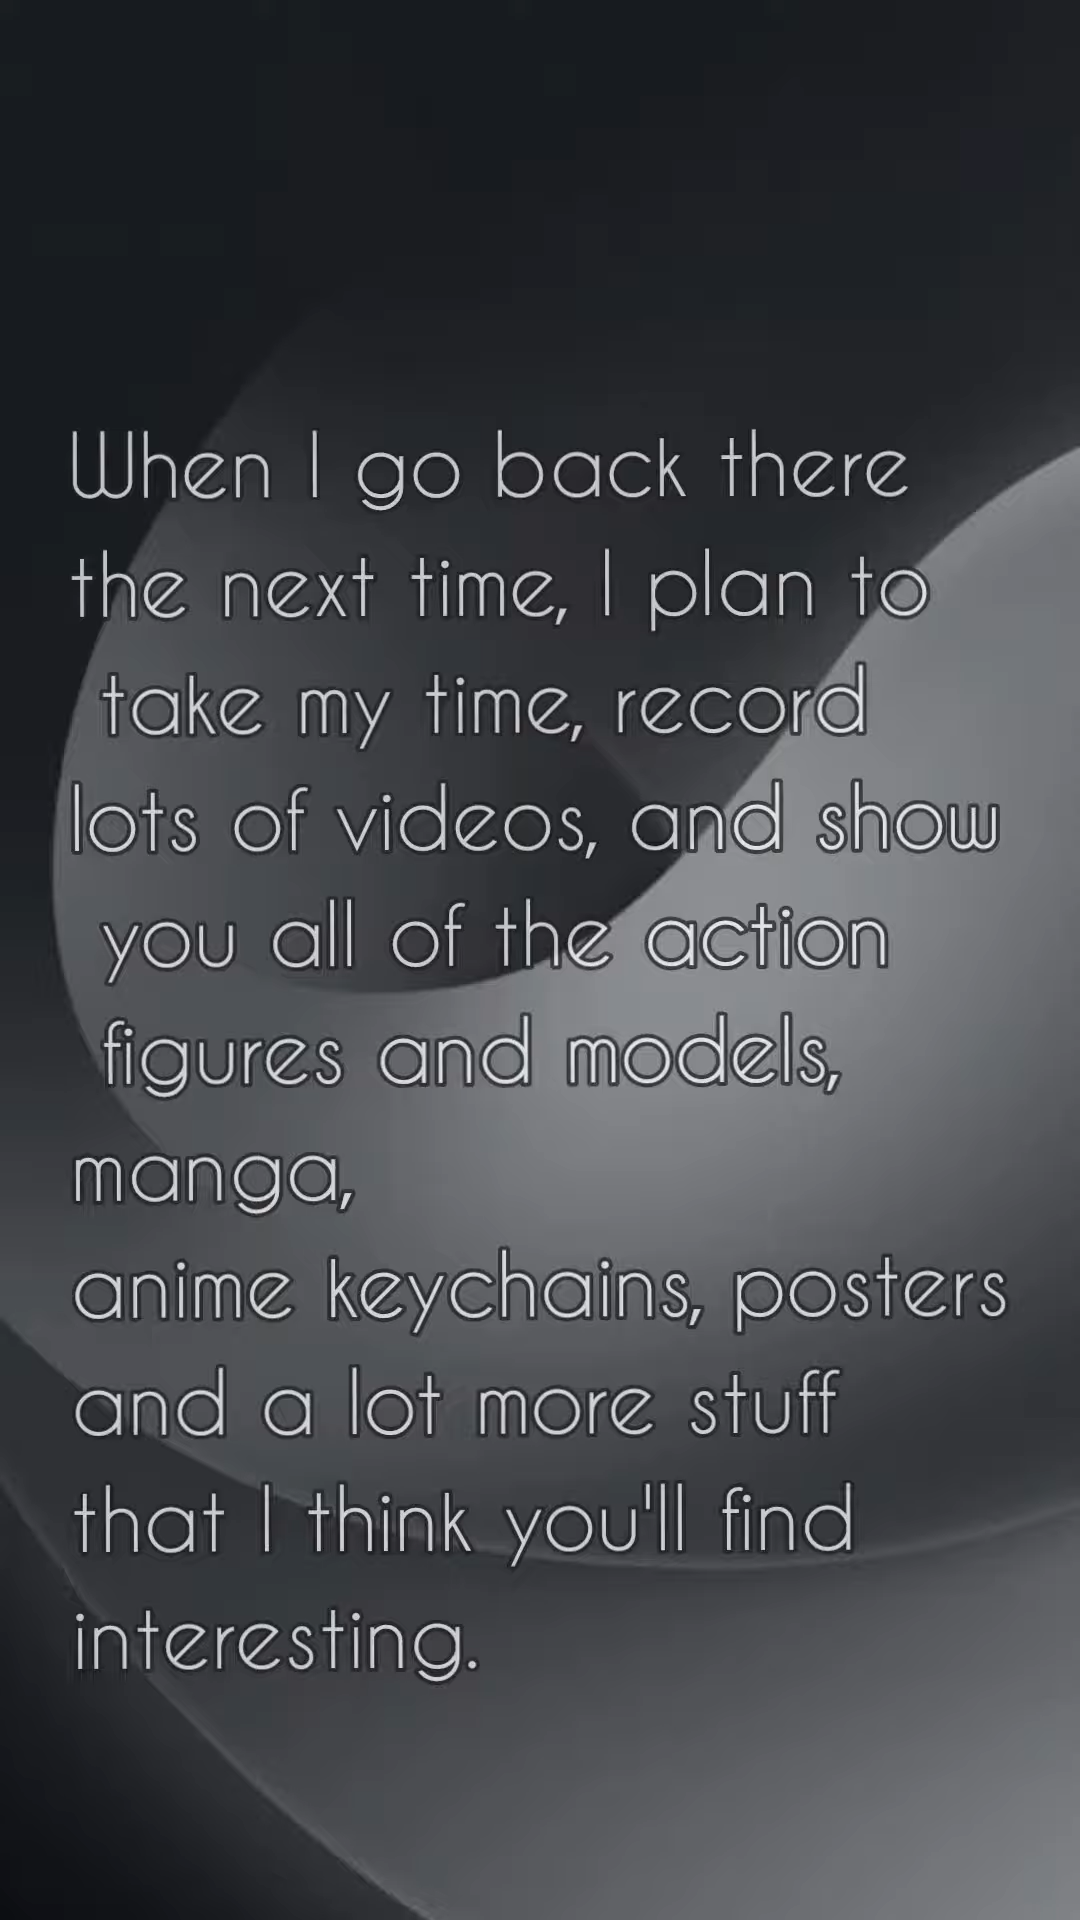 When I go back there
the next time, I plan to
take my time, record
lots of videos, and show
you all of the action
figures and models,
manga,
anime keychains, posters
and a lot more stuff
that I think you'll find
interesting.